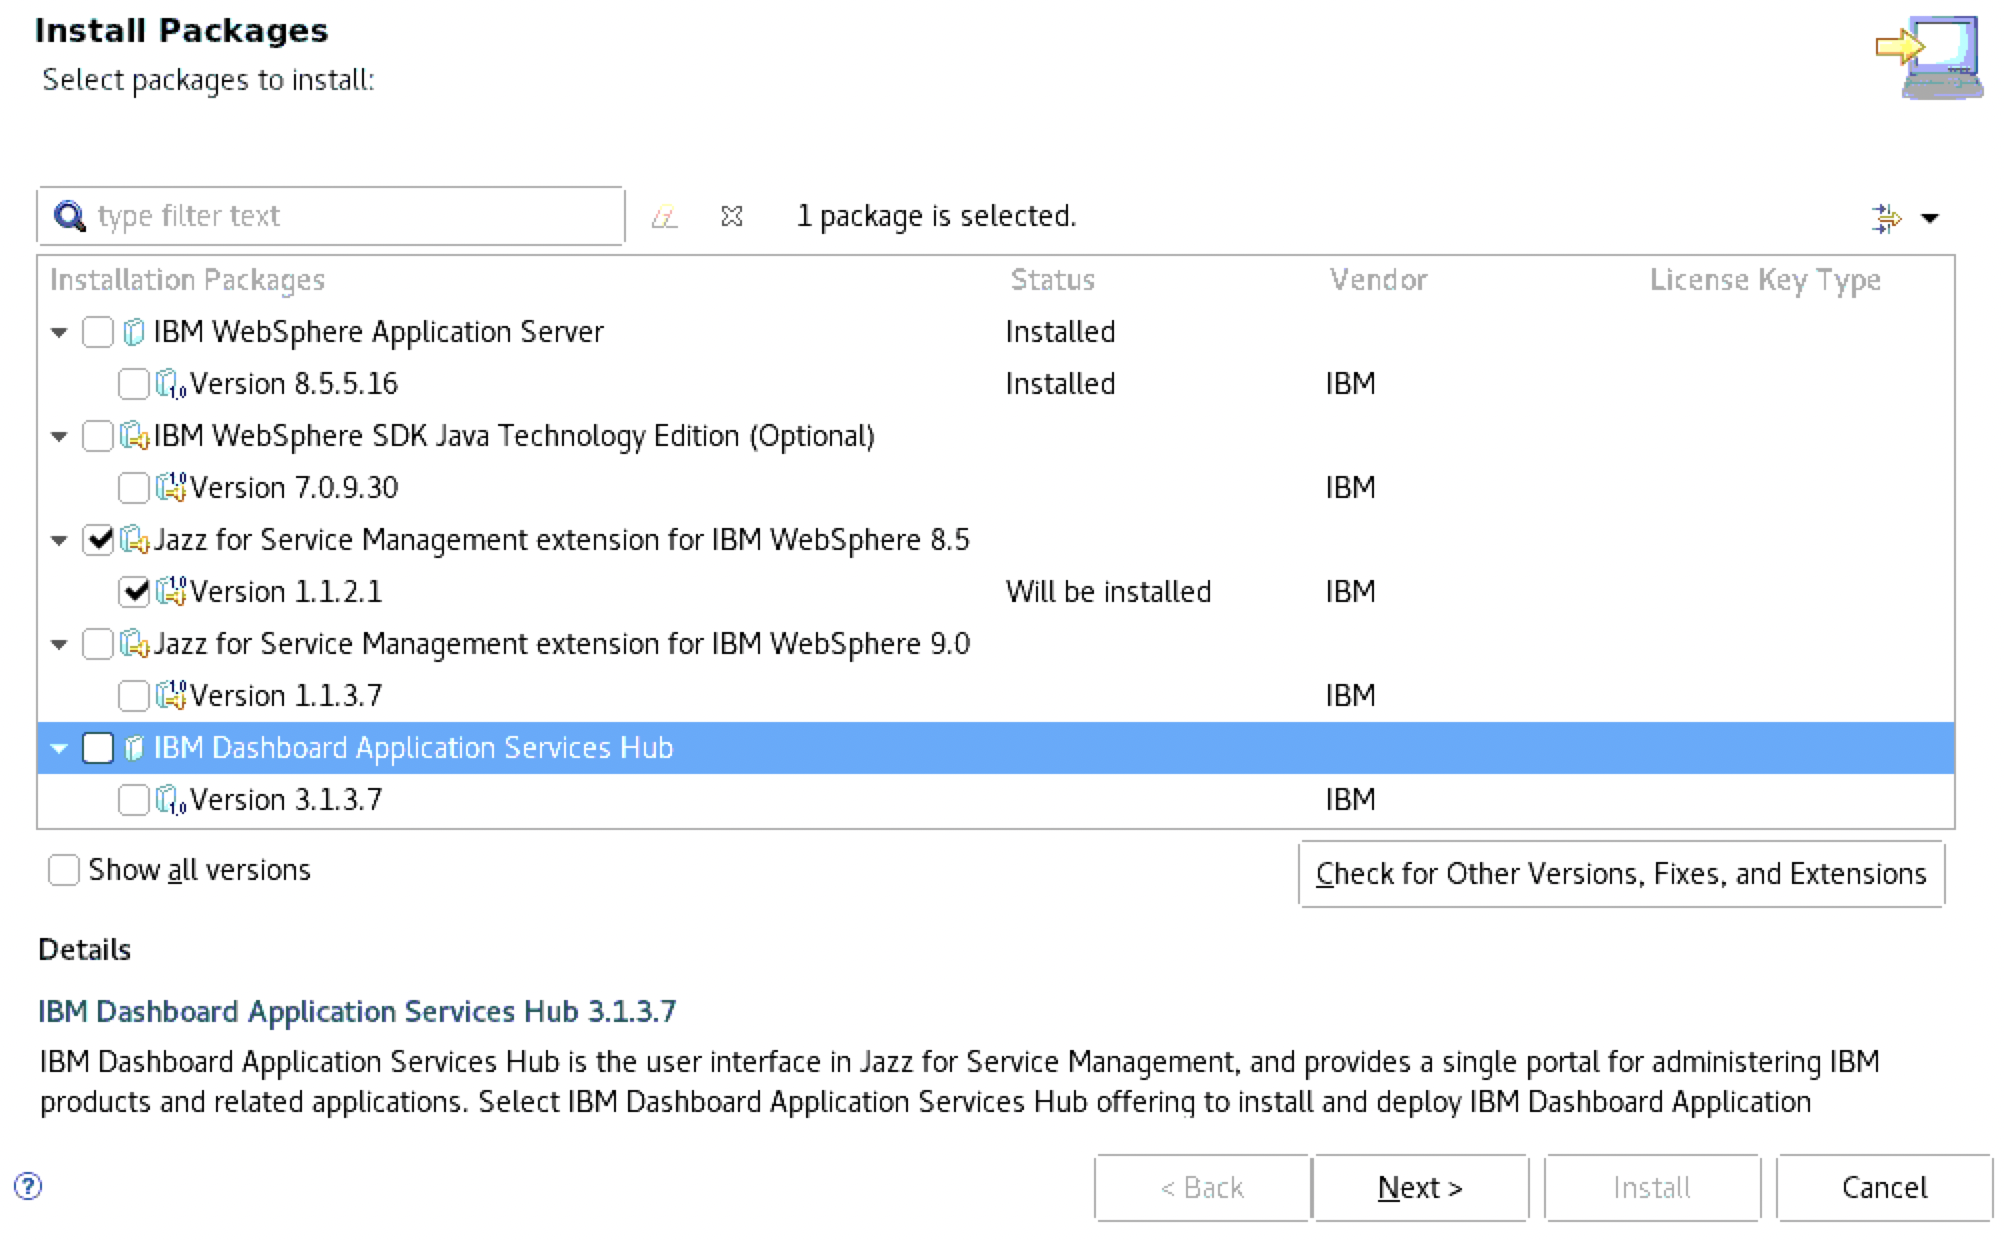 Install Packages
Select packages to install:
type filter text
1 package is selected.
Installation Packages Status Vendor License Key Type
IBM WebSphere Application Server Installed
Version 8.5.5.16 Installed IBM
IBM WebSphere SDK Java Technology Edition (Optional)
Version 7.0.9.30 IBM
Jazz for Service Management extension for IBM WebSphere 8.5
Version 1.1.2.1 Will be installed IBM
Jazz for Service Management extension for IBM WebSphere 9.0
Version 1.1.3.7 IBM
IBM Dashboard Application Services Hub
Version 3.1.3.7 IBM
Show all versions
Check for Other Versions, Fixes, and Extensions
Details
IBM Dashboard Application Services Hub 3.1.3.7
IBM Dashboard Application Services Hub is the user interface in Jazz for Service Management, and provides a single portal for administering IBM
products and related applications. Select IBM Dashboard Application Services Hub offering to install and deploy IBM Dashboard Application
? < Back Next > Install Cancel